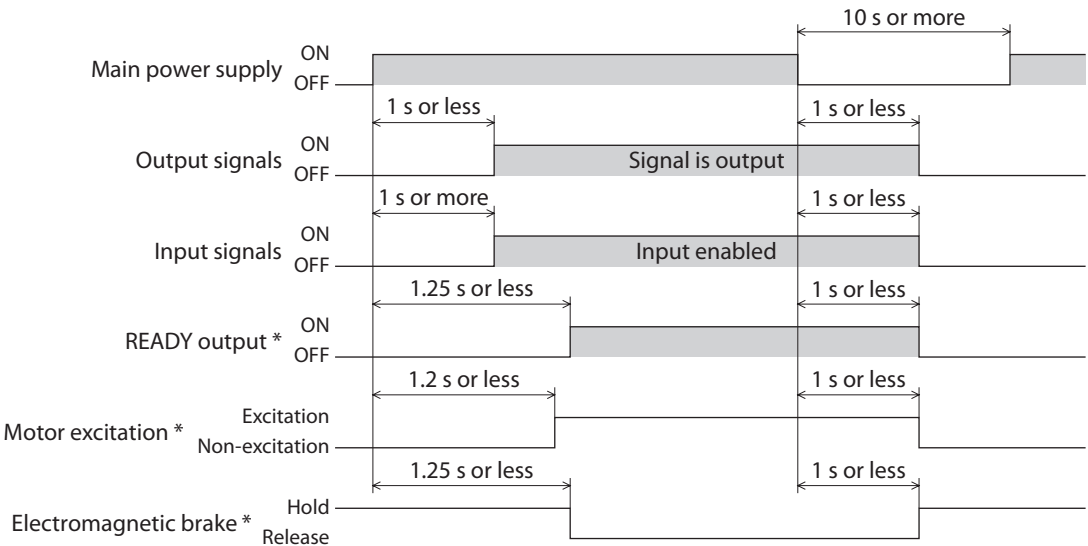 10 s or more
Main power supply
ON
OFF
1 s or less
1 s or less
Output signals
ON
OFF
Signal is output
1 s or more
1 s or less
Input signals
ON
OFF
Input enabled
1.25 s or less
1 s or less
READY output *
ON
OFF
1.2 s or less
1 s or less
Motor excitation *
Excitation
Non-excitation
1.25 s or less
1 s or less
Electromagnetic brake *
Hold
Release